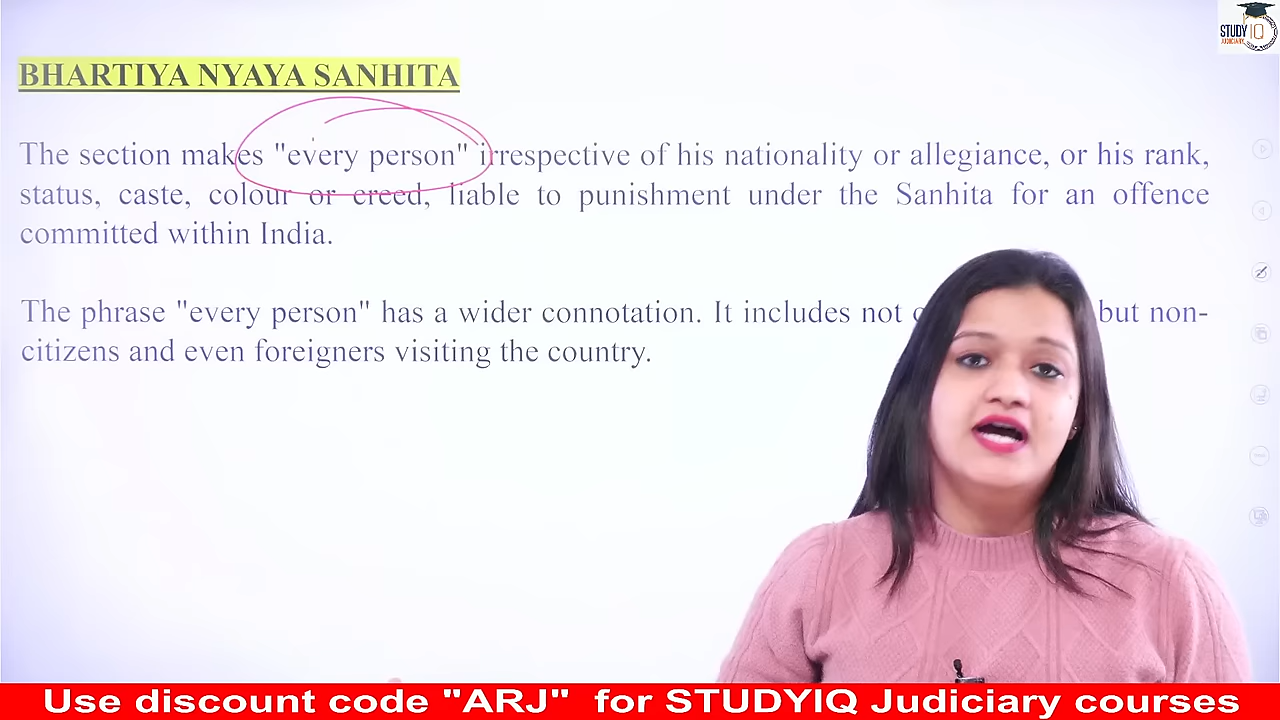 STUDY IQ
JUDICIARY
BHARTIYA NYAYA SANHITA
The section makes "every person" irrespective of his nationality or allegiance, or his rank,
status, caste, colour or creed, liable to punishment under the Sanhita for an offence
committed within India.
The phrase "every person" has a wider connotation. It includes not but non-
citizens and even foreigners visiting the country.
Use discount code "ARJ" for STUDYIQ Judiciary courses